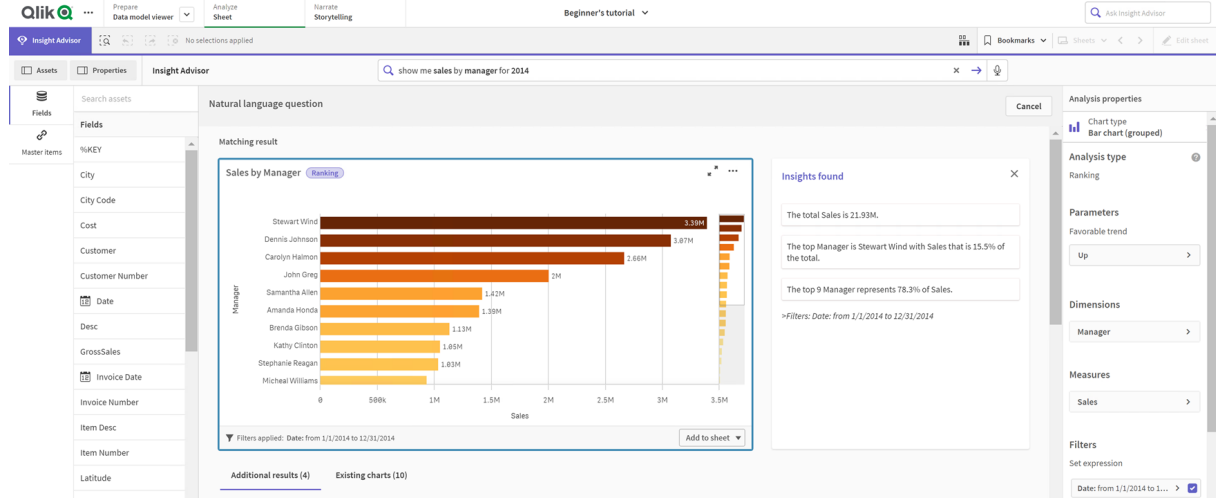 Qlik
Prepare
Data model viewer
Analyze
Sheet
Narrate
Storytelling
Beginner's tutorial
Ask Insight Advisor
Insight Advisor
No selections applied
Bookmarks
Sheets
Edit sheet
Assets
Properties
Insight Advisor
show me sales by manager for 2014
Fields
Master items
Search assets
Fields
%KEY
City
City Code
Cost
Customer
Customer Number
Date
Desc
GrossSales
Invoice Date
Invoice Number
Item Desc
Item Number
Latitude
Natural language question
Cancel
Matching result
Sales by Manager
Ranking
Manager
Stewart Wind 3.39M
Dennis Johnson 3.07M
Carolyn Halmon 2.66M
John Greg 2M
Samantha Allen 1.42M
Amanda Honda 1.39M
Brenda Gibson 1.13M
Kathy Clinton 1.05M
Stephanie Reagan 1.03M
Micheal Williams
0 500k 1M 1.5M 2M 2.5M 3M 3.5M
Sales
Filters applied: Date: from 1/1/2014 to 12/31/2014
Add to sheet
Additional results (4)
Existing charts (10)
Insights found
The total Sales is 21.93M.
The top Manager is Stewart Wind with Sales that is 15.5% of
the total.
The top 9 Manager represents 78.3% of Sales.
>Filters: Date: from 1/1/2014 to 12/31/2014
Analysis properties
Chart type
Bar chart (grouped)
Analysis type
Ranking
Parameters
Favorable trend
Up
Dimensions
Manager
Measures
Sales
Filters
Set expression
Date: from 1/1/2014 to 1...